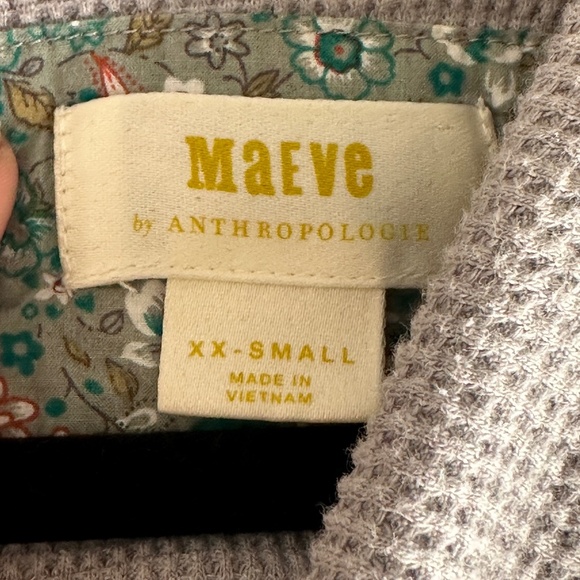 MaEVe
by ANTHROPOLOGIE
XX-SMALL
MADE IN
VIETNAM